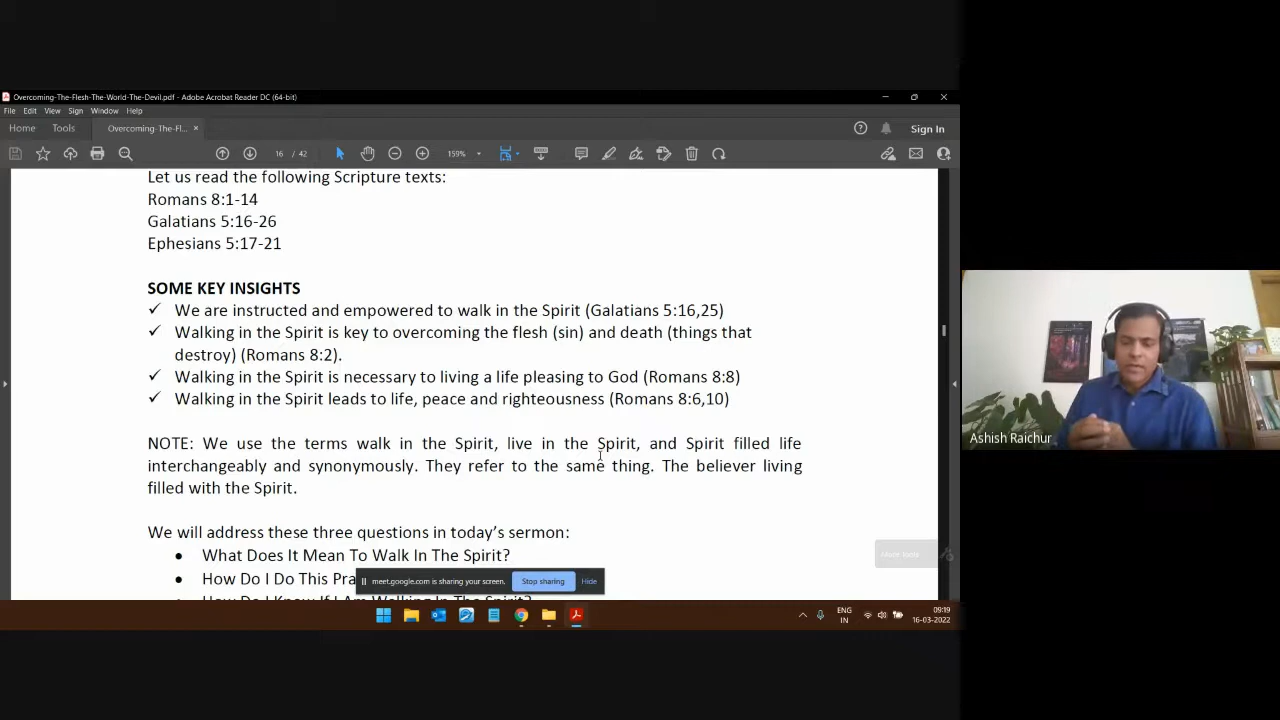 Overcoming-The-Flesh-The-World-The-Devil.pdf - Adobe Acrobat Reader DC (64-bit)
File Edit View Sign Window Help
Home Tools Overcoming-The-Fl... × Sign In
16 / 42 159%
Let us read the following Scripture texts:
Romans 8:1-14
Galatians 5:16-26
Ephesians 5:17-21
SOME KEY INSIGHTS
✓ We are instructed and empowered to walk in the Spirit (Galatians 5:16,25)
✓ Walking in the Spirit is key to overcoming the flesh (sin) and death (things that
destroy) (Romans 8:2).
✓ Walking in the Spirit is necessary to living a life pleasing to God (Romans 8:8)
✓ Walking in the Spirit leads to life, peace and righteousness (Romans 8:6,10)
NOTE: We use the terms walk in the Spirit, live in the Spirit, and Spirit filled life
interchangeably and synonymously. They refer to the same thing. The believer living
filled with the Spirit.
We will address these three questions in today's sermon:
• What Does It Mean To Walk In The Spirit?
• How Do I Do This Pra
How Do I Know If I Am Walking In The Spirit?
meet.google.com is sharing your screen. Stop sharing Hide
Ashish Raichur
ENG
IN
09:19
16-03-2022